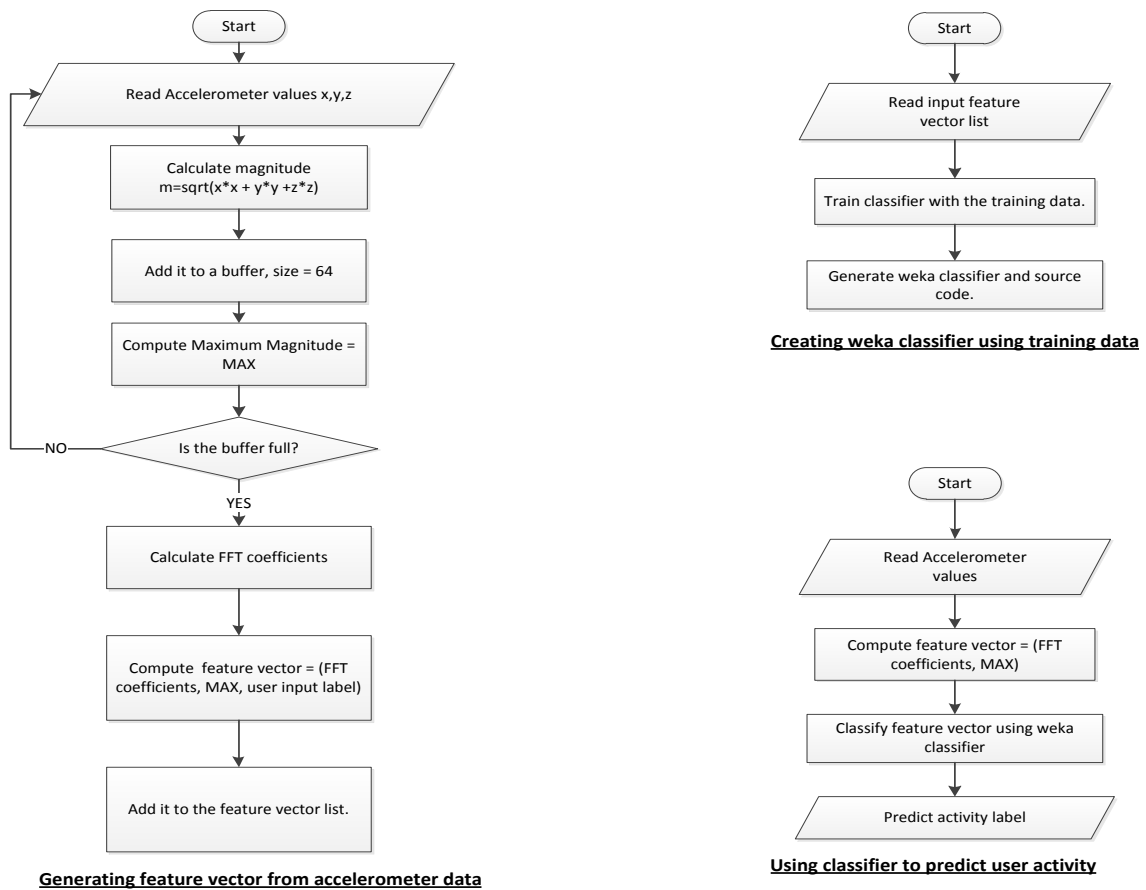 Start
Read Accelerometer values x,y,z
Calculate magnitude
m=sqrt(x*x + y*y +z*z)
Add it to a buffer, size = 64
Compute Maximum Magnitude =
MAX
Is the buffer full?
NO
YES
Calculate FFT coefficients
Compute feature vector = (FFT
coefficients, MAX, user input label)
Add it to the feature vector list.
Generating feature vector from accelerometer data
Start
Read input feature
vector list
Train classifier with the training data.
Generate weka classifier and source
code.
Creating weka classifier using training data
Start
Read Accelerometer
values
Compute feature vector = (FFT
coefficients, MAX)
Classify feature vector using weka
classifier
Predict activity label
Using classifier to predict user activity